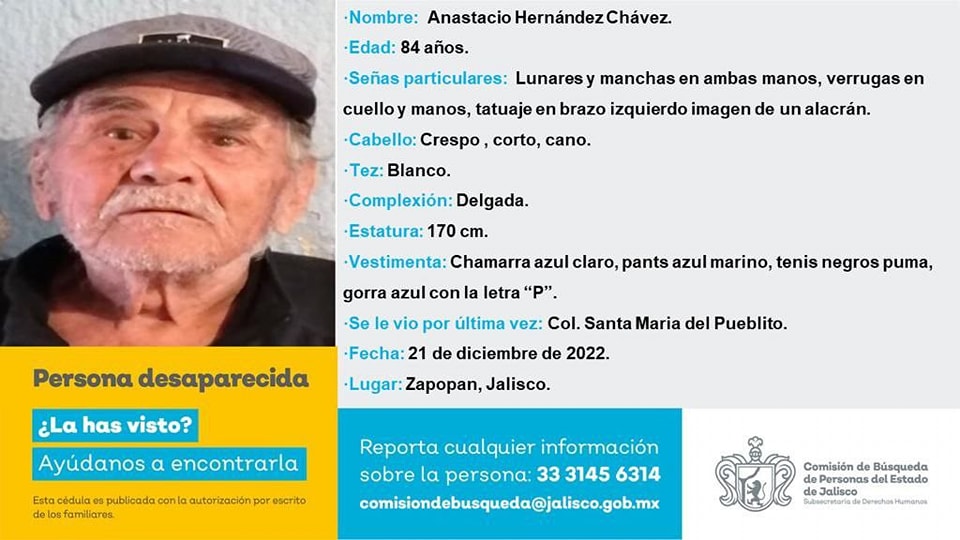 ·Nombre: Anastacio Hernández Chávez.
·Edad: 84 años.
·Señas particulares: Lunares y manchas en ambas manos, verrugas en
cuello y manos, tatuaje en brazo izquierdo imagen de un alacrán.
·Cabello: Crespo , corto, cano.
·Tez: Blanco.
·Complexión: Delgada.
·Estatura: 170 cm.
·Vestimenta: Chamarra azul claro, pants azul marino, tenis negros puma,
gorra azul con la letra “P”.
·Se le vio por última vez: Col. Santa Maria del Pueblito.
·Fecha: 21 de diciembre de 2022.
·Lugar: Zapopan, Jalisco.
Persona desaparecida
¿La has visto?
Ayúdanos a encontrarla
Esta cédula es publicada con la autorización por escrito
de los familiares.
Reporta cualquier información
sobre la persona: 33 3145 6314
comisiondebusqueda@jalisco.gob.mx
Comisión de Búsqueda
de Personas del Estado
de Jalisco
Subsecretaría de Derechos Humanos